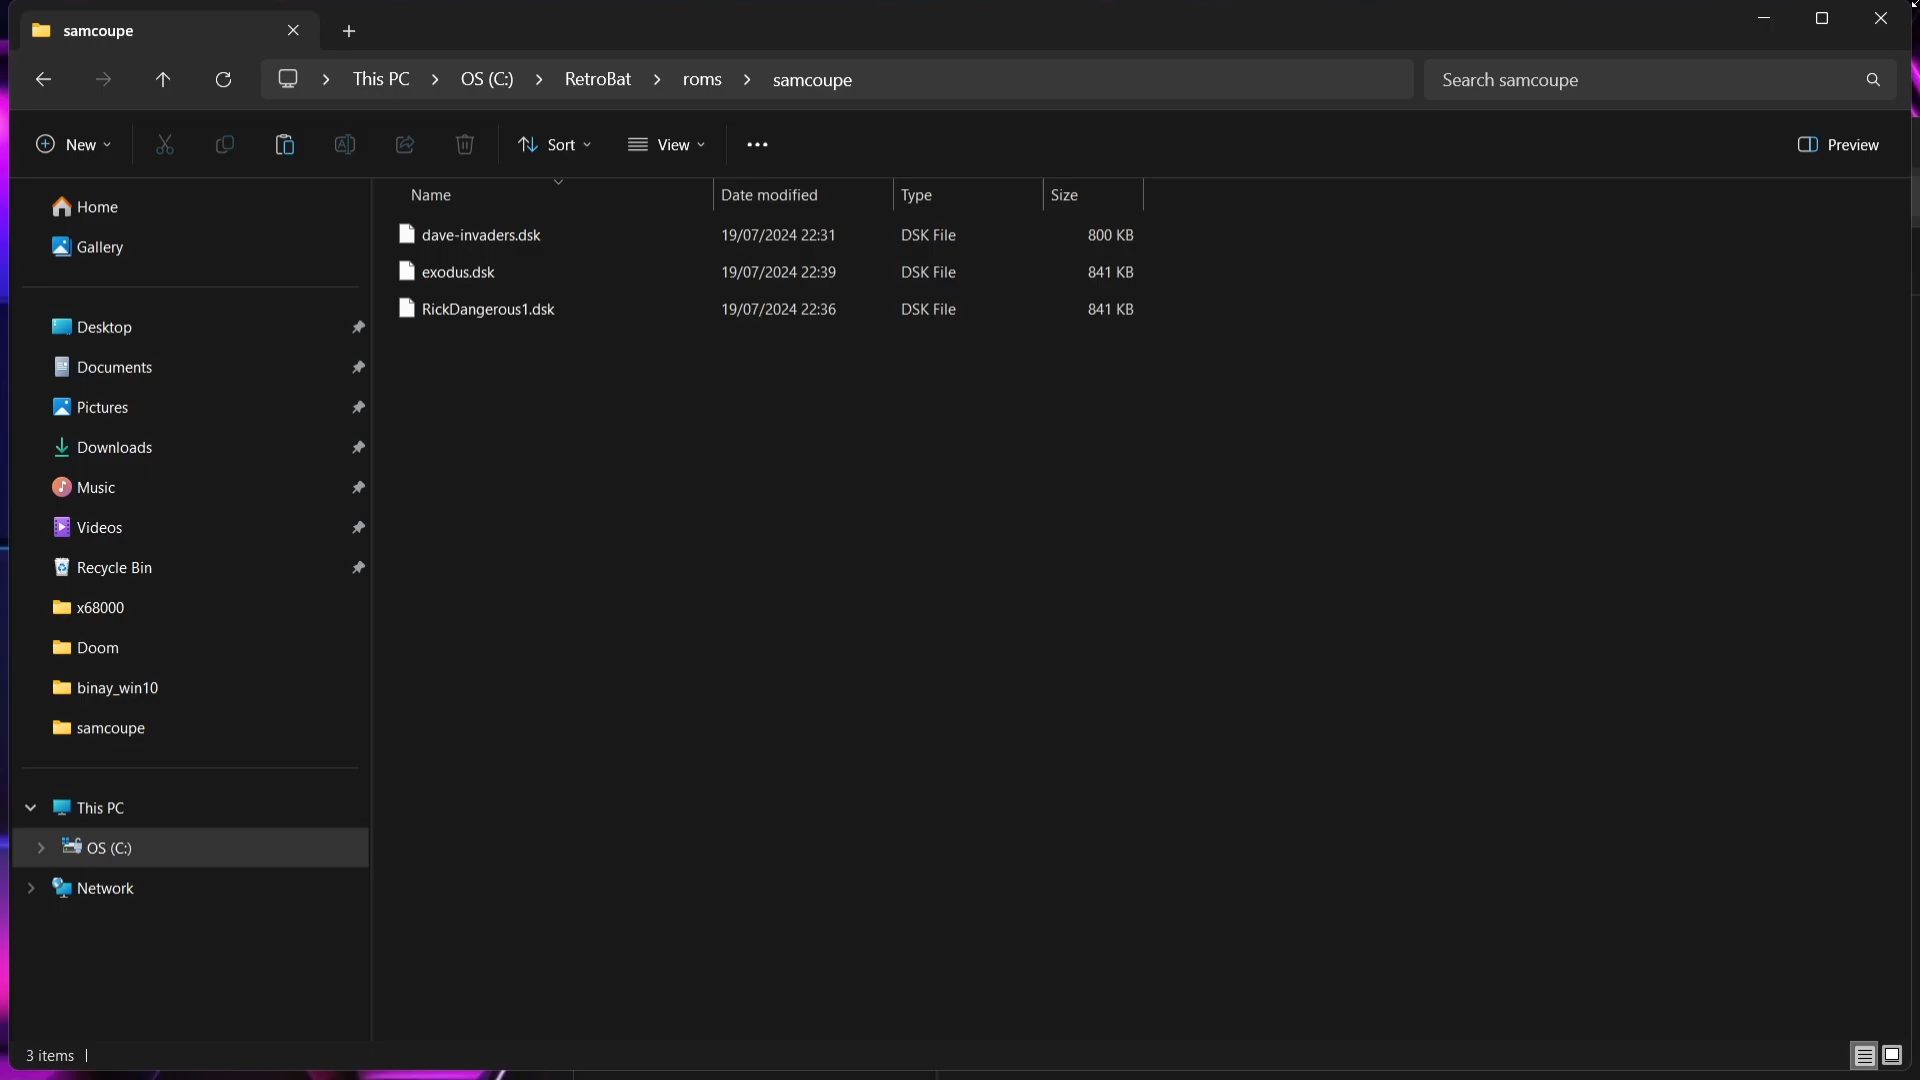 samcoupe
This PC > OS (C:) > RetroBat > roms > samcoupe
Search samcoupe
New
Sort
View
Preview
Name Date modified Type Size
dave-invaders.dsk 19/07/2024 22:31 DSK File 800 KB
exodus.dsk 19/07/2024 22:39 DSK File 841 KB
RickDangerous1.dsk 19/07/2024 22:36 DSK File 841 KB
Home
Gallery
Desktop
Documents
Pictures
Downloads
Music
Videos
Recycle Bin
x68000
Doom
binay_win10
samcoupe
This PC
OS (C:)
Network
3 items